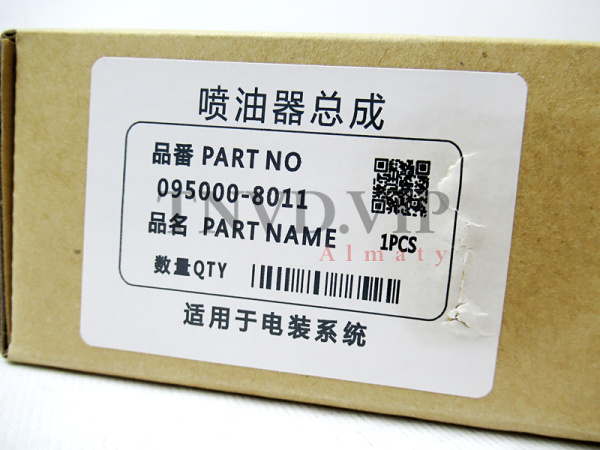 喷油器总成
品番 PART NO
095000-8011
TNVD.VIP
品名 PART NAME
1PCS
Almaty
数量QTY
适用于电装系统